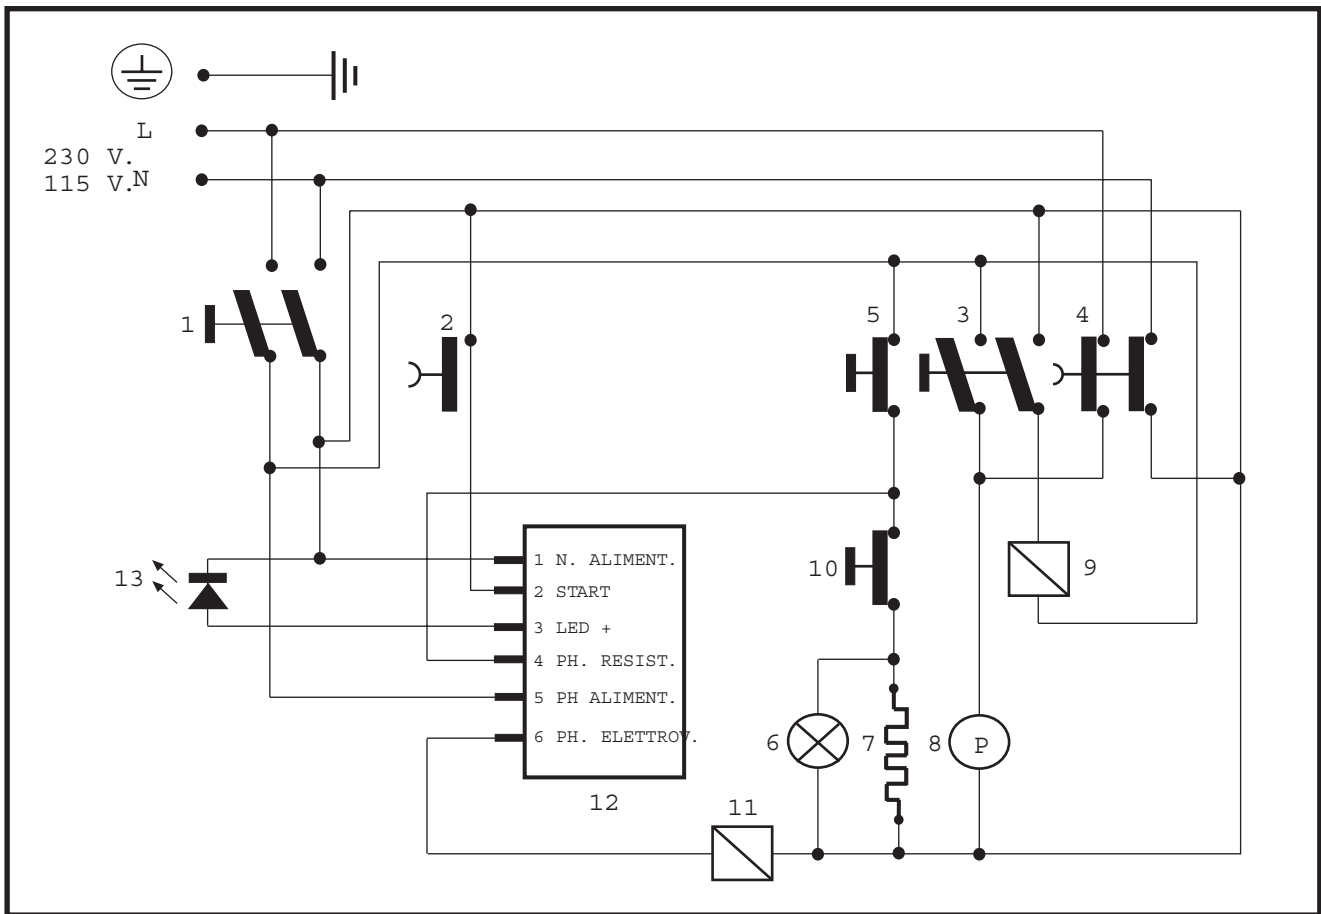 L
230 V.
115 V.N
1
2
5
3
4
13
10
9
1 N. ALIMENT.
2 START
3 LED +
4 PH. RESIST.
5 PH ALIMENT.
6 PH. ELETTROV.
6
7
8
P
12
11